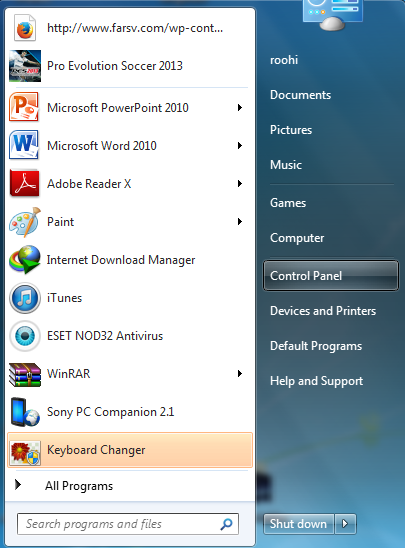 http://www.farsv.com/wp-cont...
Pro Evolution Soccer 2013
Microsoft PowerPoint 2010
Microsoft Word 2010
Adobe Reader X
Paint
Internet Download Manager
iTunes
ESET NOD32 Antivirus
WinRAR
Sony PC Companion 2.1
Keyboard Changer
All Programs
Search programs and files
roohi
Documents
Pictures
Music
Games
Computer
Control Panel
Devices and Printers
Default Programs
Help and Support
Shut down